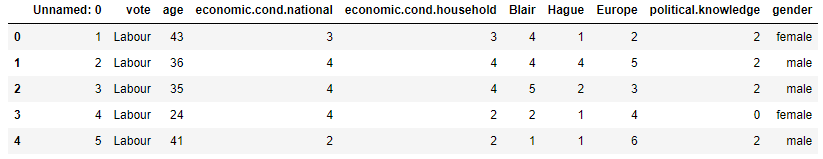 Unnamed: 0 vote age economic.cond.national economic.cond.household Blair Hague Europe political.knowledge gender
0 1 Labour 43 3 3 4 1 2 2 female
1 2 Labour 36 4 4 4 4 5 2 male
2 3 Labour 35 4 4 5 2 3 2 male
3 4 Labour 24 4 2 2 1 4 0 female
4 5 Labour 41 2 2 1 1 6 2 male